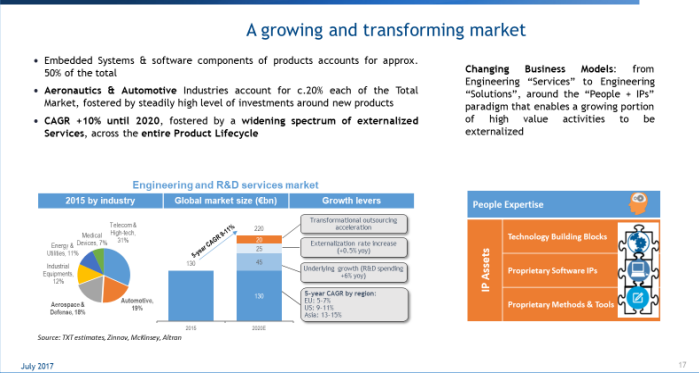 A growing and transforming market
• Embedded Systems & software components of products accounts for approx.
50% of the total
• Aeronautics & Automotive Industries account for c.20% each of the Total
Market, fostered by steadily high level of investments around new products
• CAGR +10% until 2020, fostered by a widening spectrum of externalized
Services, across the entire Product Lifecycle
Changing Business Models: from
Engineering “Services” to Engineering
“Solutions”, around the “People + IPs”
paradigm that enables a growing portion
of high value activities to be
externalized
Engineering and R&D services market
2015 by industry
Global market size (€bn)
Growth levers
Telecom &
High-tech,
31%
Medical
Devices, 7%
Energy &
Utilities, 11%
Industrial
Equipments,
12%
Aerospace &
Defense, 18%
Automotive,
19%
5-year CAGR 9-11%
130
220
20
25
45
130
2015
2020E
Transformational outsourcing
acceleration
Externalization rate increase
(+0.5% yoy)
Underlying growth (R&D spending
+6% yoy)
5-year CAGR by region:
EU: 5-7%
US: 9-11%
Asia: 13-15%
People Expertise
IP Assets
Technology Building Blocks
Proprietary Software IPs
Proprietary Methods & Tools
Source: TXT estimates, Zinnov, McKinsey, Altran
July 2017
17